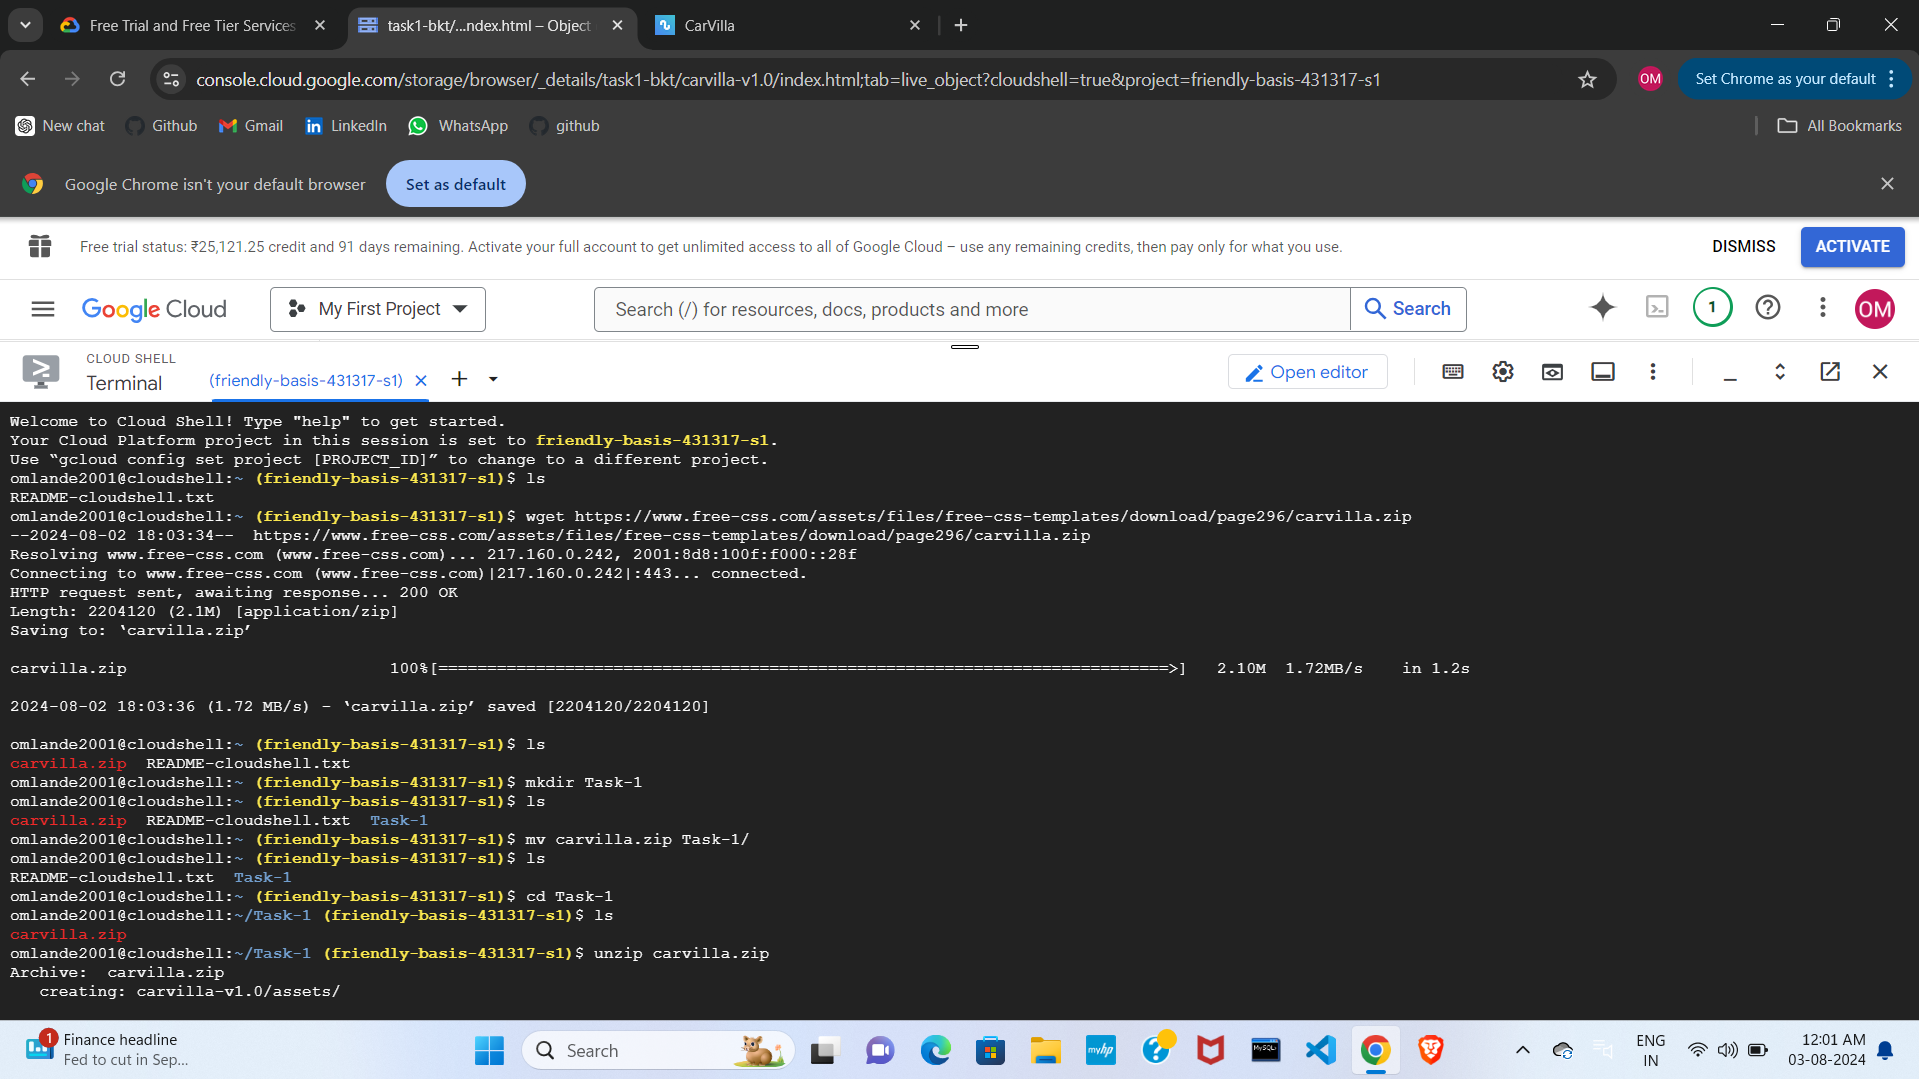 Free Trial and Free Tier Services
task1-bkt/...ndex.html – Object
CarVilla
console.cloud.google.com/storage/browser/_details/task1-bkt/carvilla-v1.0/index.html;tab=live_object?cloudshell=true&project=friendly-basis-431317-s1
OM
Set Chrome as your default
New chat
Github
Gmail
LinkedIn
WhatsApp
github
All Bookmarks
Google Chrome isn't your default browser
Set as default
Free trial status: ₹25,121.25 credit and 91 days remaining. Activate your full account to get unlimited access to all of Google Cloud – use any remaining credits, then pay only for what you use.
DISMISS
ACTIVATE
Google Cloud
My First Project
Search (/) for resources, docs, products and more
Search
1
OM
CLOUD SHELL
Terminal
(friendly-basis-431317-s1)
Open editor
Welcome to Cloud Shell! Type "help" to get started.
Your Cloud Platform project in this session is set to friendly-basis-431317-s1.
Use “gcloud config set project [PROJECT_ID]” to change to a different project.
omlande2001@cloudshell:~ (friendly-basis-431317-s1)$ ls
README-cloudshell.txt
omlande2001@cloudshell:~ (friendly-basis-431317-s1)$ wget https://www.free-css.com/assets/files/free-css-templates/download/page296/carvilla.zip
--2024-08-02 18:03:34--  https://www.free-css.com/assets/files/free-css-templates/download/page296/carvilla.zip
Resolving www.free-css.com (www.free-css.com)... 217.160.0.242, 2001:8d8:100f:f000::28f
Connecting to www.free-css.com (www.free-css.com)|217.160.0.242|:443... connected.
HTTP request sent, awaiting response... 200 OK
Length: 2204120 (2.1M) [application/zip]
Saving to: ‘carvilla.zip’
carvilla.zip 100%[===========================================================================>] 2.10M 1.72MB/s in 1.2s
2024-08-02 18:03:36 (1.72 MB/s) - ‘carvilla.zip’ saved [2204120/2204120]
omlande2001@cloudshell:~ (friendly-basis-431317-s1)$ ls
carvilla.zip  README-cloudshell.txt
omlande2001@cloudshell:~ (friendly-basis-431317-s1)$ mkdir Task-1
omlande2001@cloudshell:~ (friendly-basis-431317-s1)$ ls
carvilla.zip  README-cloudshell.txt  Task-1
omlande2001@cloudshell:~ (friendly-basis-431317-s1)$ mv carvilla.zip Task-1/
omlande2001@cloudshell:~ (friendly-basis-431317-s1)$ ls
README-cloudshell.txt  Task-1
omlande2001@cloudshell:~ (friendly-basis-431317-s1)$ cd Task-1
omlande2001@cloudshell:~/Task-1 (friendly-basis-431317-s1)$ ls
carvilla.zip
omlande2001@cloudshell:~/Task-1 (friendly-basis-431317-s1)$ unzip carvilla.zip
Archive:  carvilla.zip
creating: carvilla-v1.0/assets/
1
Finance headline
Fed to cut in Sep...
Search
myhp
MySQL
ENG
IN
12:01 AM
03-08-2024